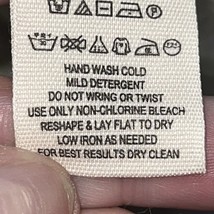 HAND WASH COLD
MILD DETERGENT
DO NOT WRING OR TWIST
USE ONLY NON-CHLORINE BLEACH
RESHAPE & LAY FLAT TO DRY
LOW IRON AS NEEDED
FOR BEST RESULTS DRY CLEAN